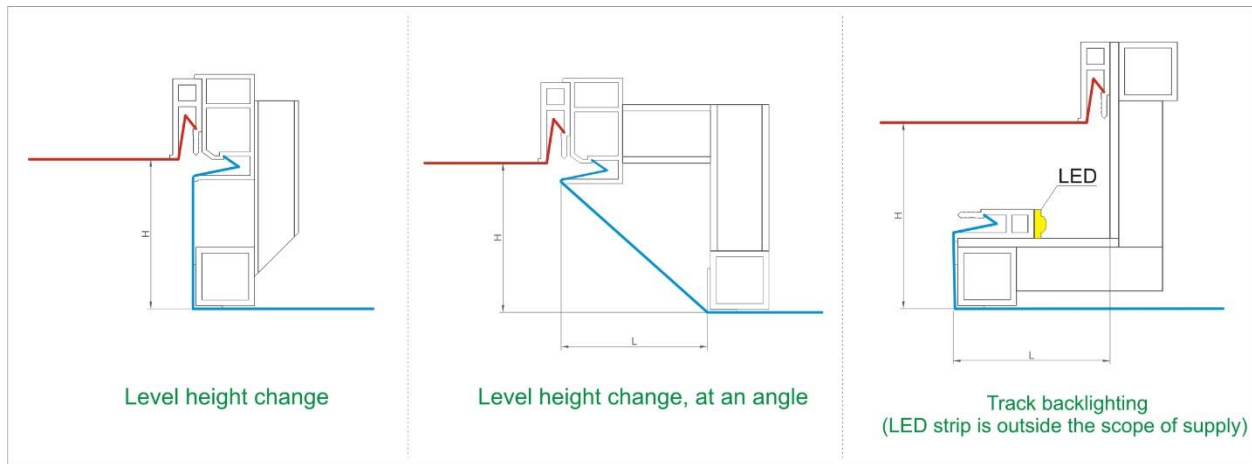 H
Level height change
H
L
Level height change, at an angle
LED
H
L
Track backlighting
(LED strip is outside the scope of supply)